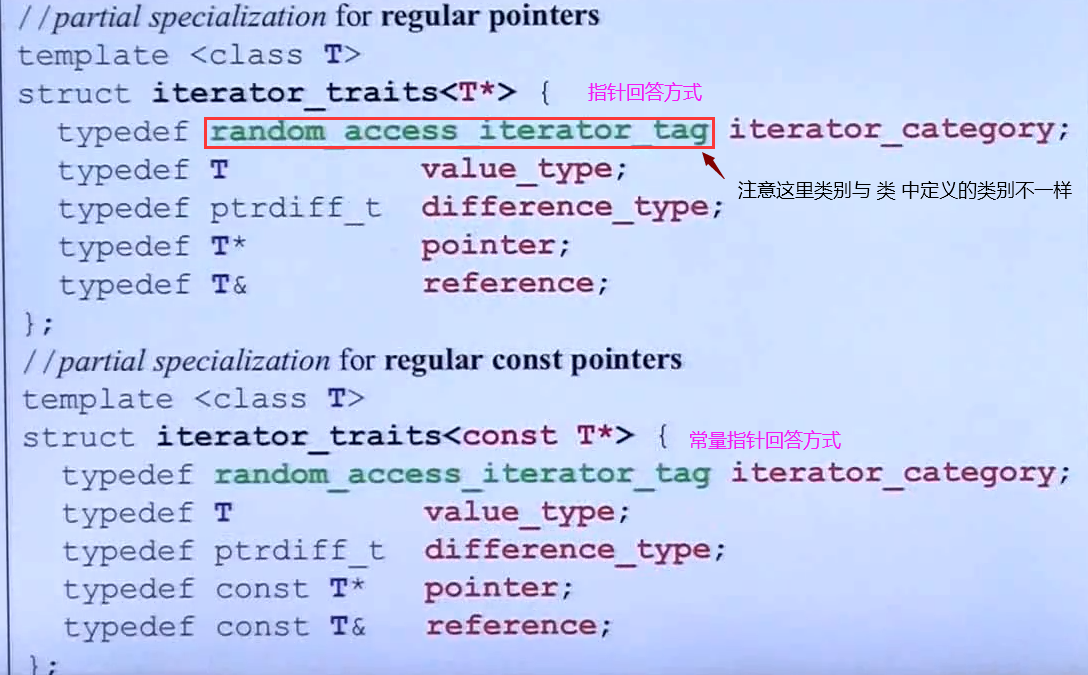 //partial specialization for regular pointers
template <class T>
struct iterator_traits<T*> { 指针回答方式
typedef random_access_iterator_tag iterator_category;
typedef T value_type;
注意这里类别与 类 中定义的类别不一样
typedef ptrdiff_t difference_type;
typedef T* pointer;
typedef T& reference;
};
//partial specialization for regular const pointers
template <class T>
struct iterator_traits<const T*> { 常量指针回答方式
typedef random_access_iterator_tag iterator_category;
typedef T value_type;
typedef ptrdiff_t difference_type;
typedef const T* pointer;
typedef const T& reference;
};